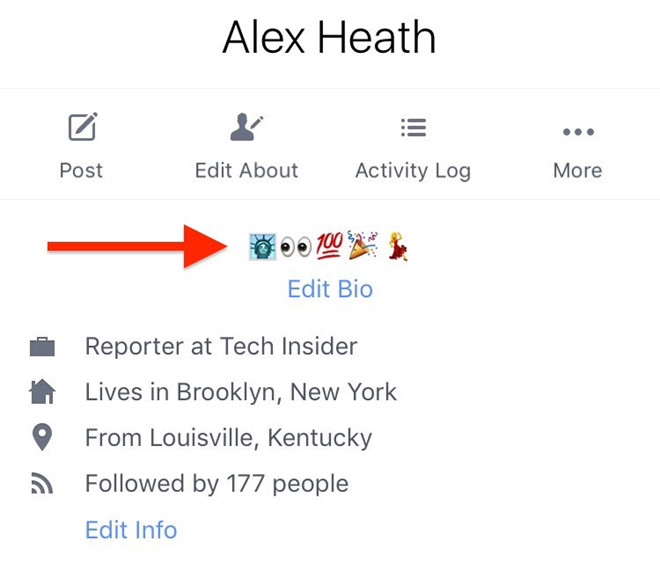 Alex Heath
Post Edit About Activity Log More
🗽👀💯🎉💃
Edit Bio
Reporter at Tech Insider
Lives in Brooklyn, New York
From Louisville, Kentucky
Followed by 177 people
Edit Info